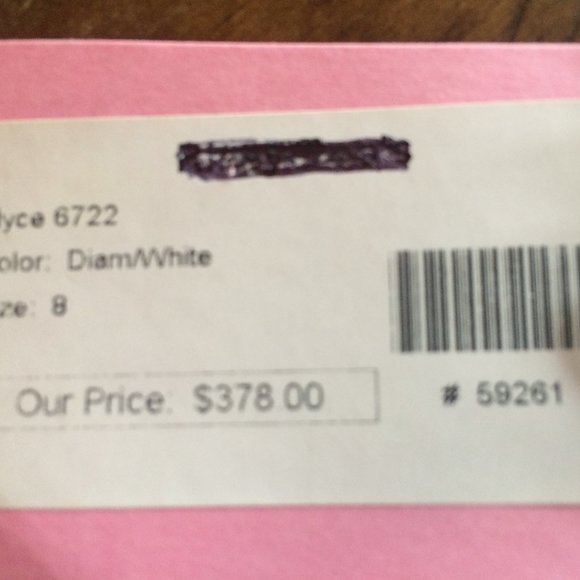 lyce 6722
olor: Diam/White
ze: 8
Our Price: $378.00
# 59261